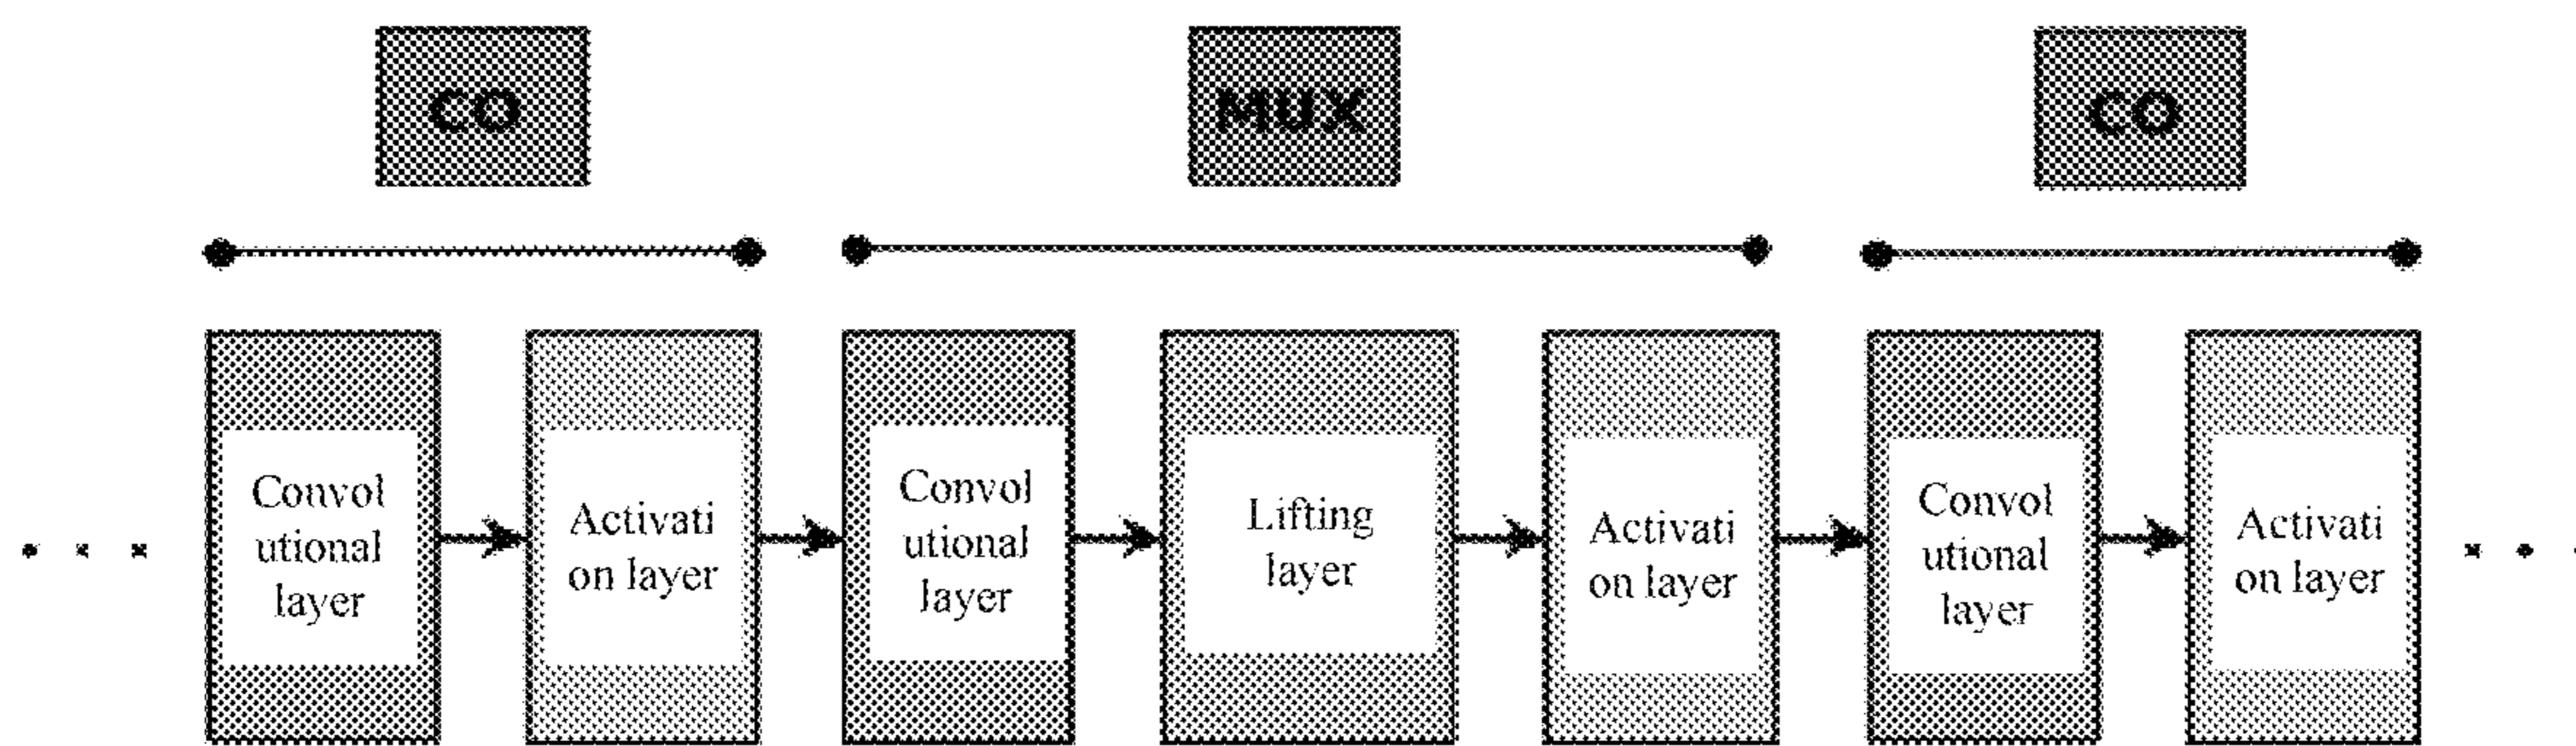 CO
MUX
CO
Convol
utional
layer
Activati
on layer
Convol
utional
layer
Lifting
layer
Activati
on layer
Convol
utional
layer
Activati
on layer